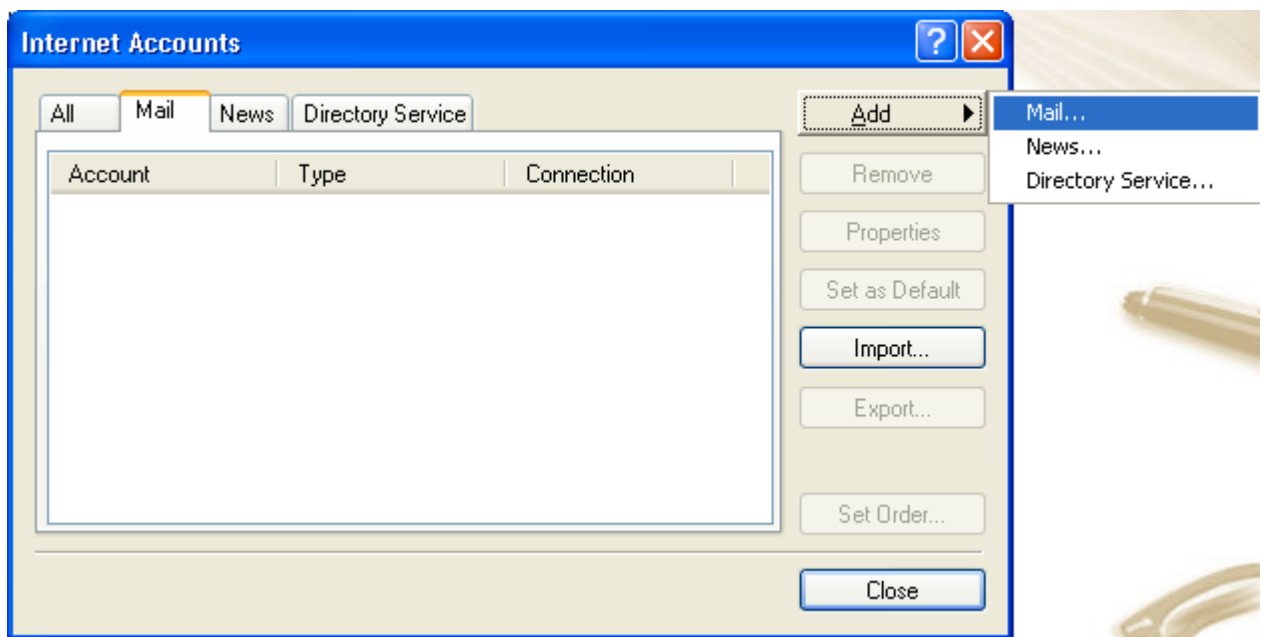 Internet Accounts
All Mail News Directory Service
Add
Mail...
News...
Directory Service...
Account Type Connection
Remove
Properties
Set as Default
Import...
Export...
Set Order...
Close